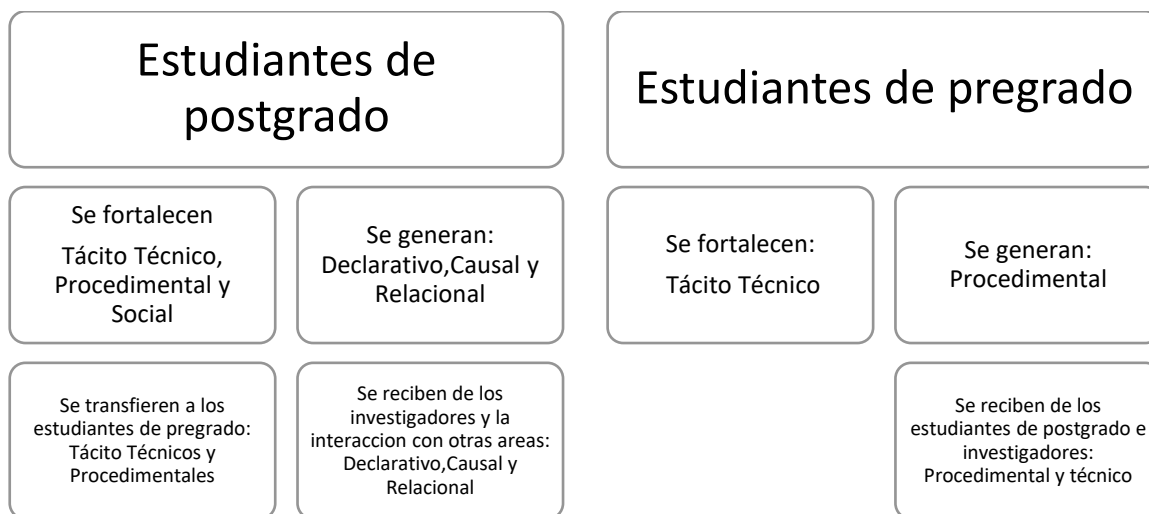 Estudiantes de
postgrado
Estudiantes de pregrado
Se fortalecen
Tácito Técnico,
Procedimental y
Social
Se generan:
Declarativo,Causal y
Relacional
Se fortalecen:
Tácito Técnico
Se generan:
Procedimental
Se transfieren a los
estudiantes de pregrado:
Tácito Técnicos y
Procedimentales
Se reciben de los
investigadores y la
interaccion con otras areas:
Declarativo,Causal y
Relacional
Se reciben de los
estudiantes de postgrado e
investigadores:
Procedimental y técnico